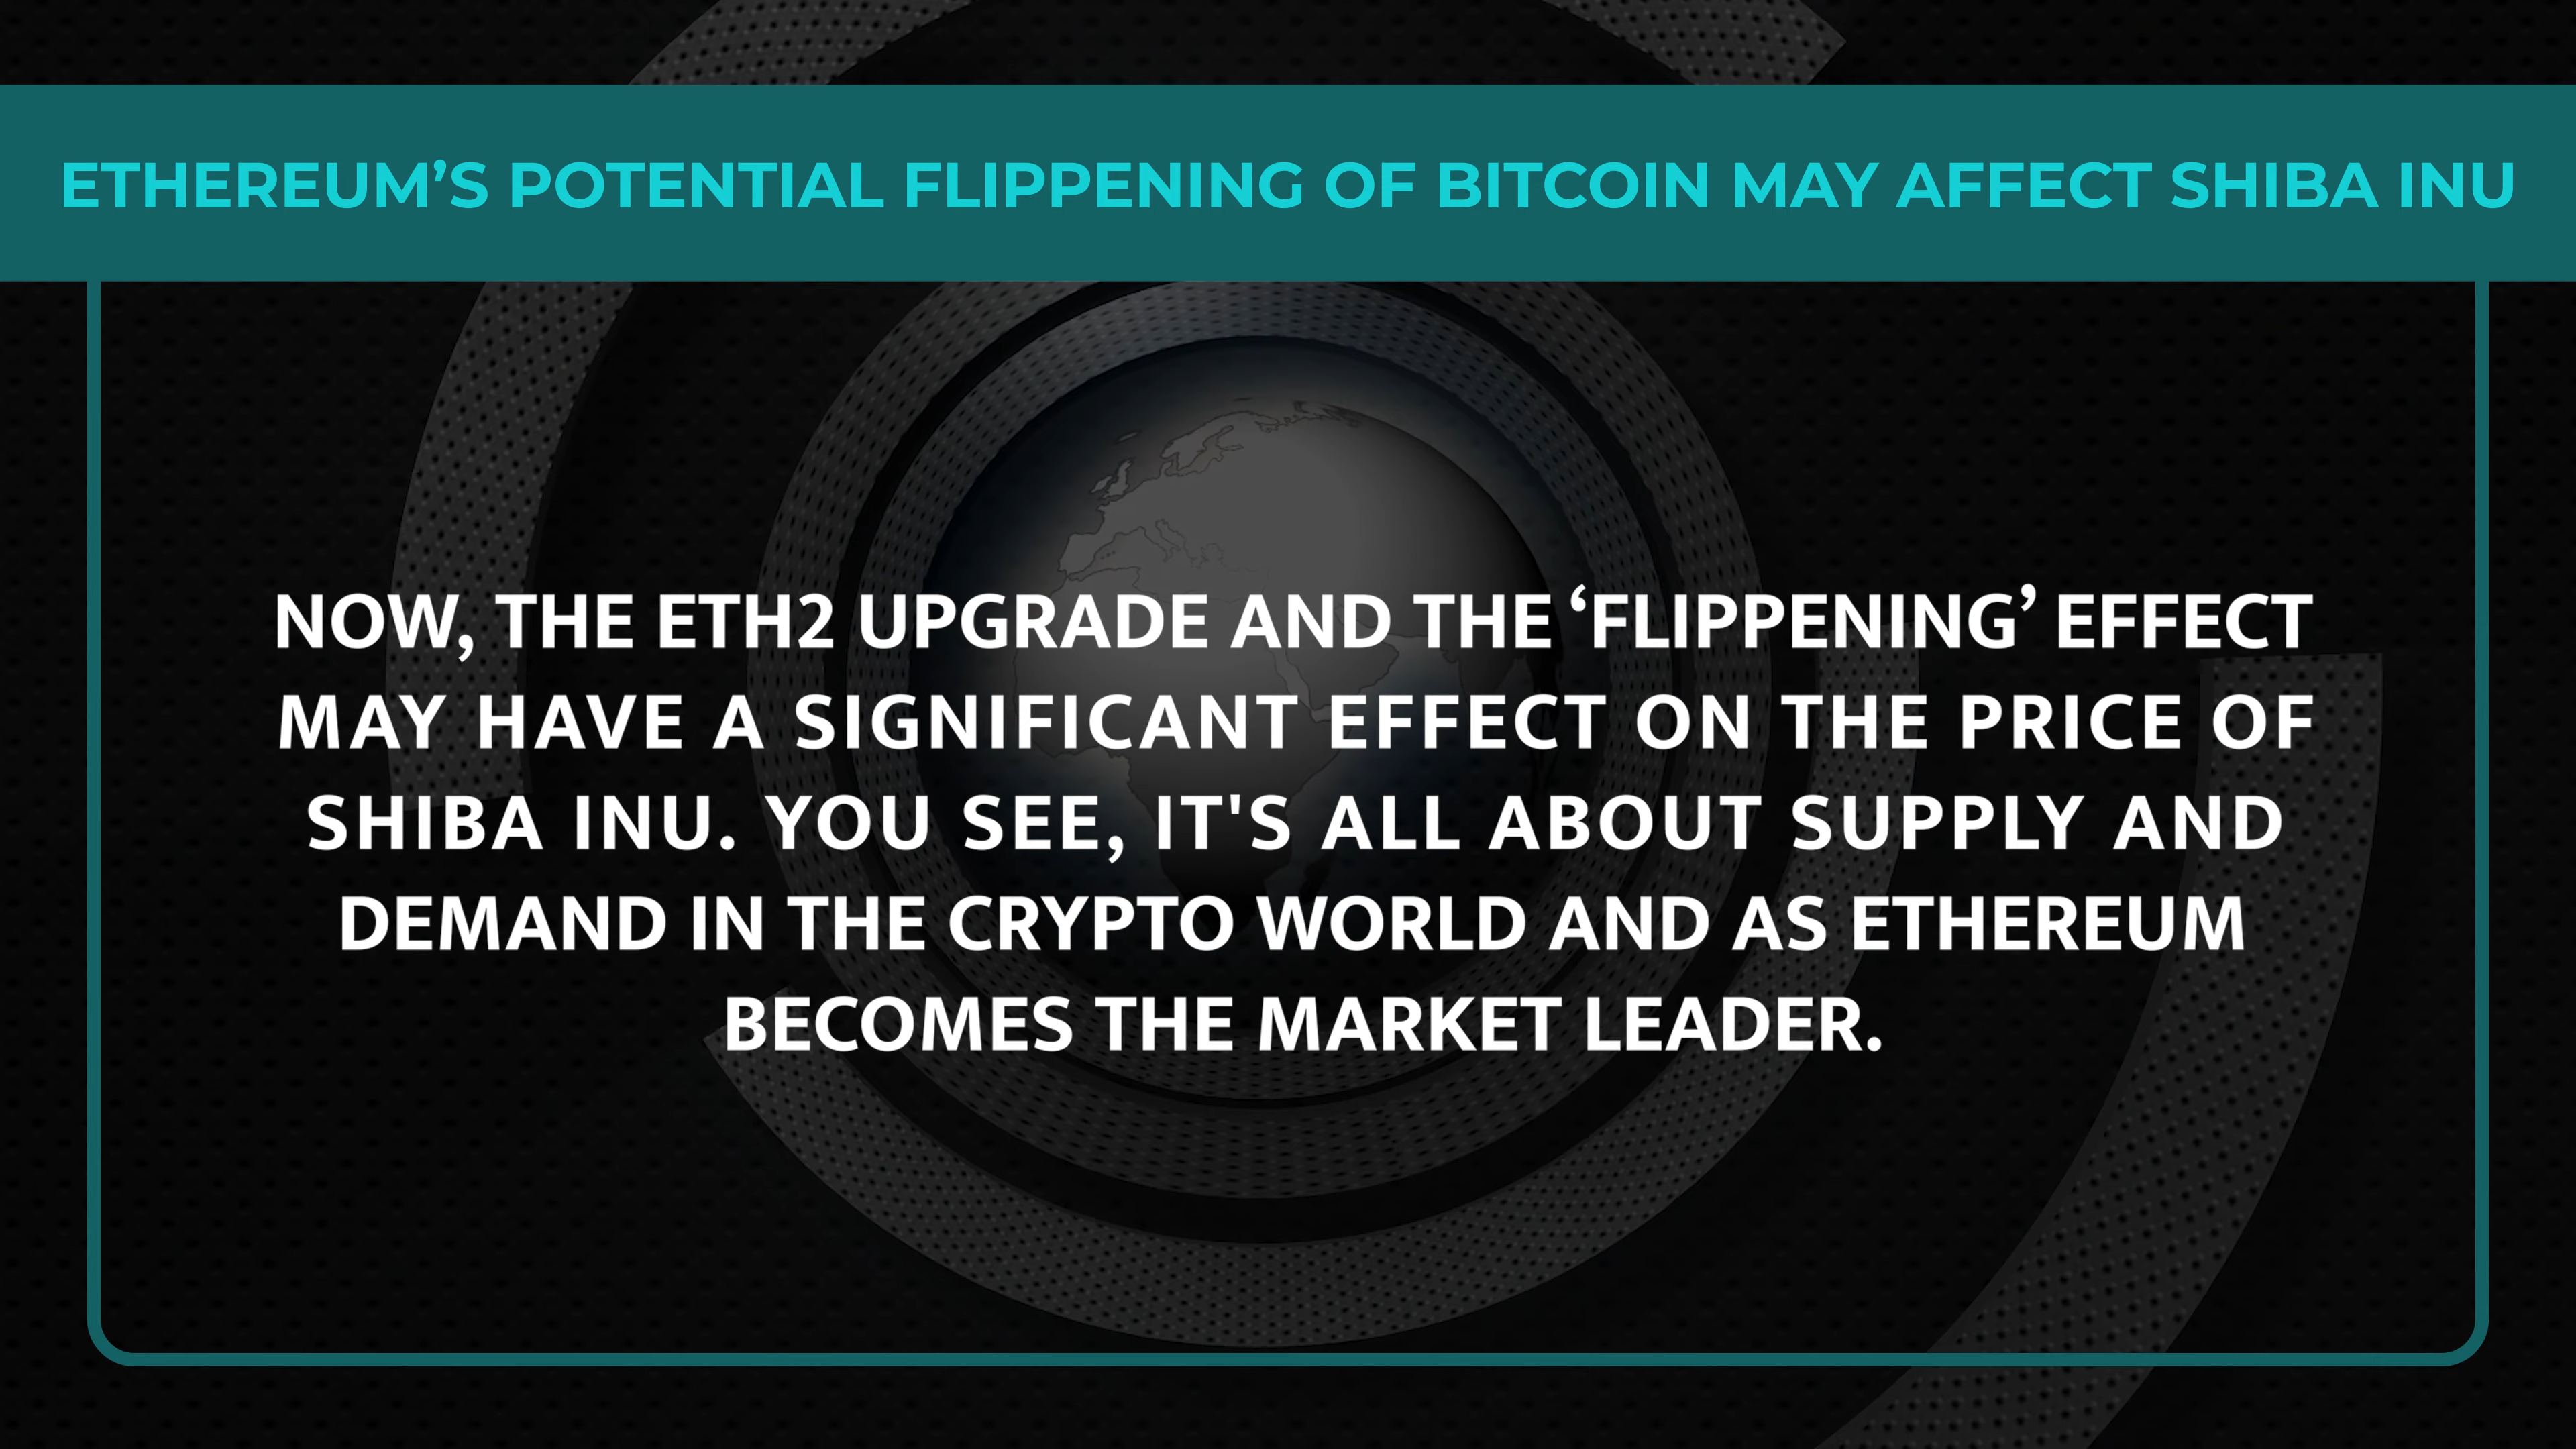 ETHEREUM’S POTENTIAL FLIPPENING OF BITCOIN MAY AFFECT SHIBA INU
NOW, THE ETH2 UPGRADE AND THE ‘FLIPPENING’ EFFECT
MAY HAVE A SIGNIFICANT EFFECT ON THE PRICE OF
SHIBA INU. YOU SEE, IT'S ALL ABOUT SUPPLY AND
DEMAND IN THE CRYPTO WORLD AND AS ETHEREUM
BECOMES THE MARKET LEADER.